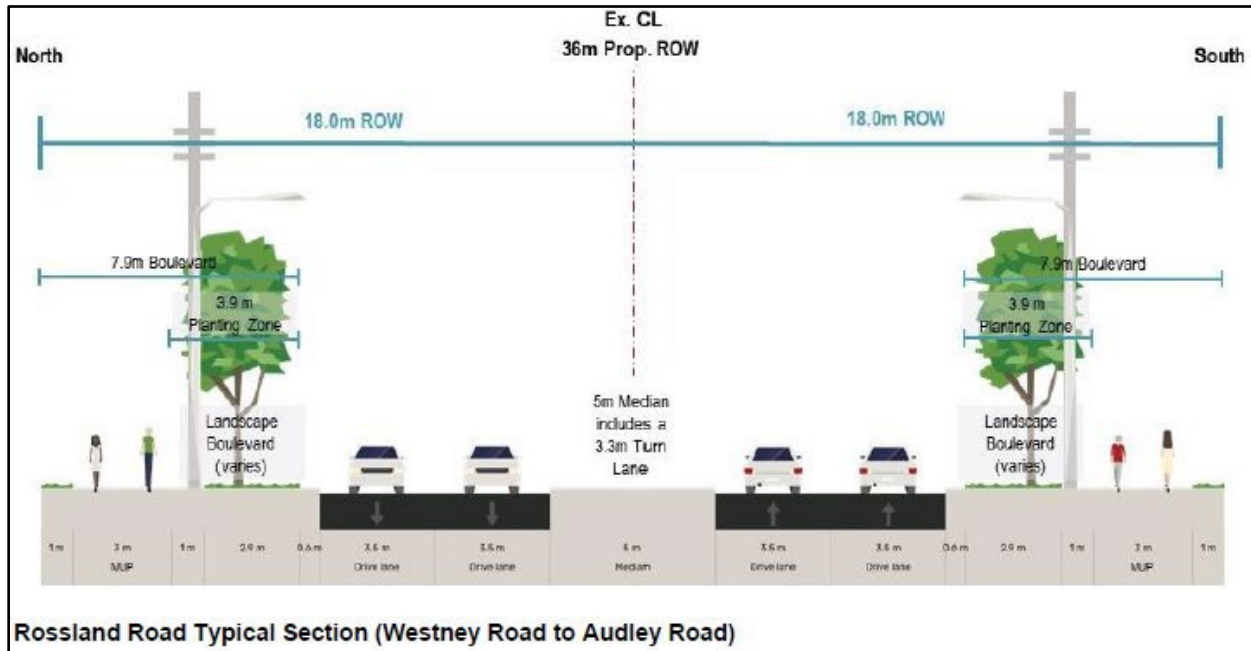 Ex. CL
36m Prop. ROW
North
South
18.0m ROW
18.0m ROW
7.9m Boulevard
7.9m Boulevard
3.9 m
Planting Zone
3.9 m
Planting Zone
Landscape
Boulevard
(varies)
5m Median
includes a
3.3m Turn
Lane
Landscape
Boulevard
(varies)
1m
3 m
1m
2.9 m
0.6 m
3.5 m
3.5 m
5 m
3.5 m
3.5 m
0.6 m
2.9 m
1m
3 m
1m
MUP
Drive lane
Drive lane
Median
Drive lane
Drive lane
MUP
Rossland Road Typical Section (Westney Road to Audley Road)